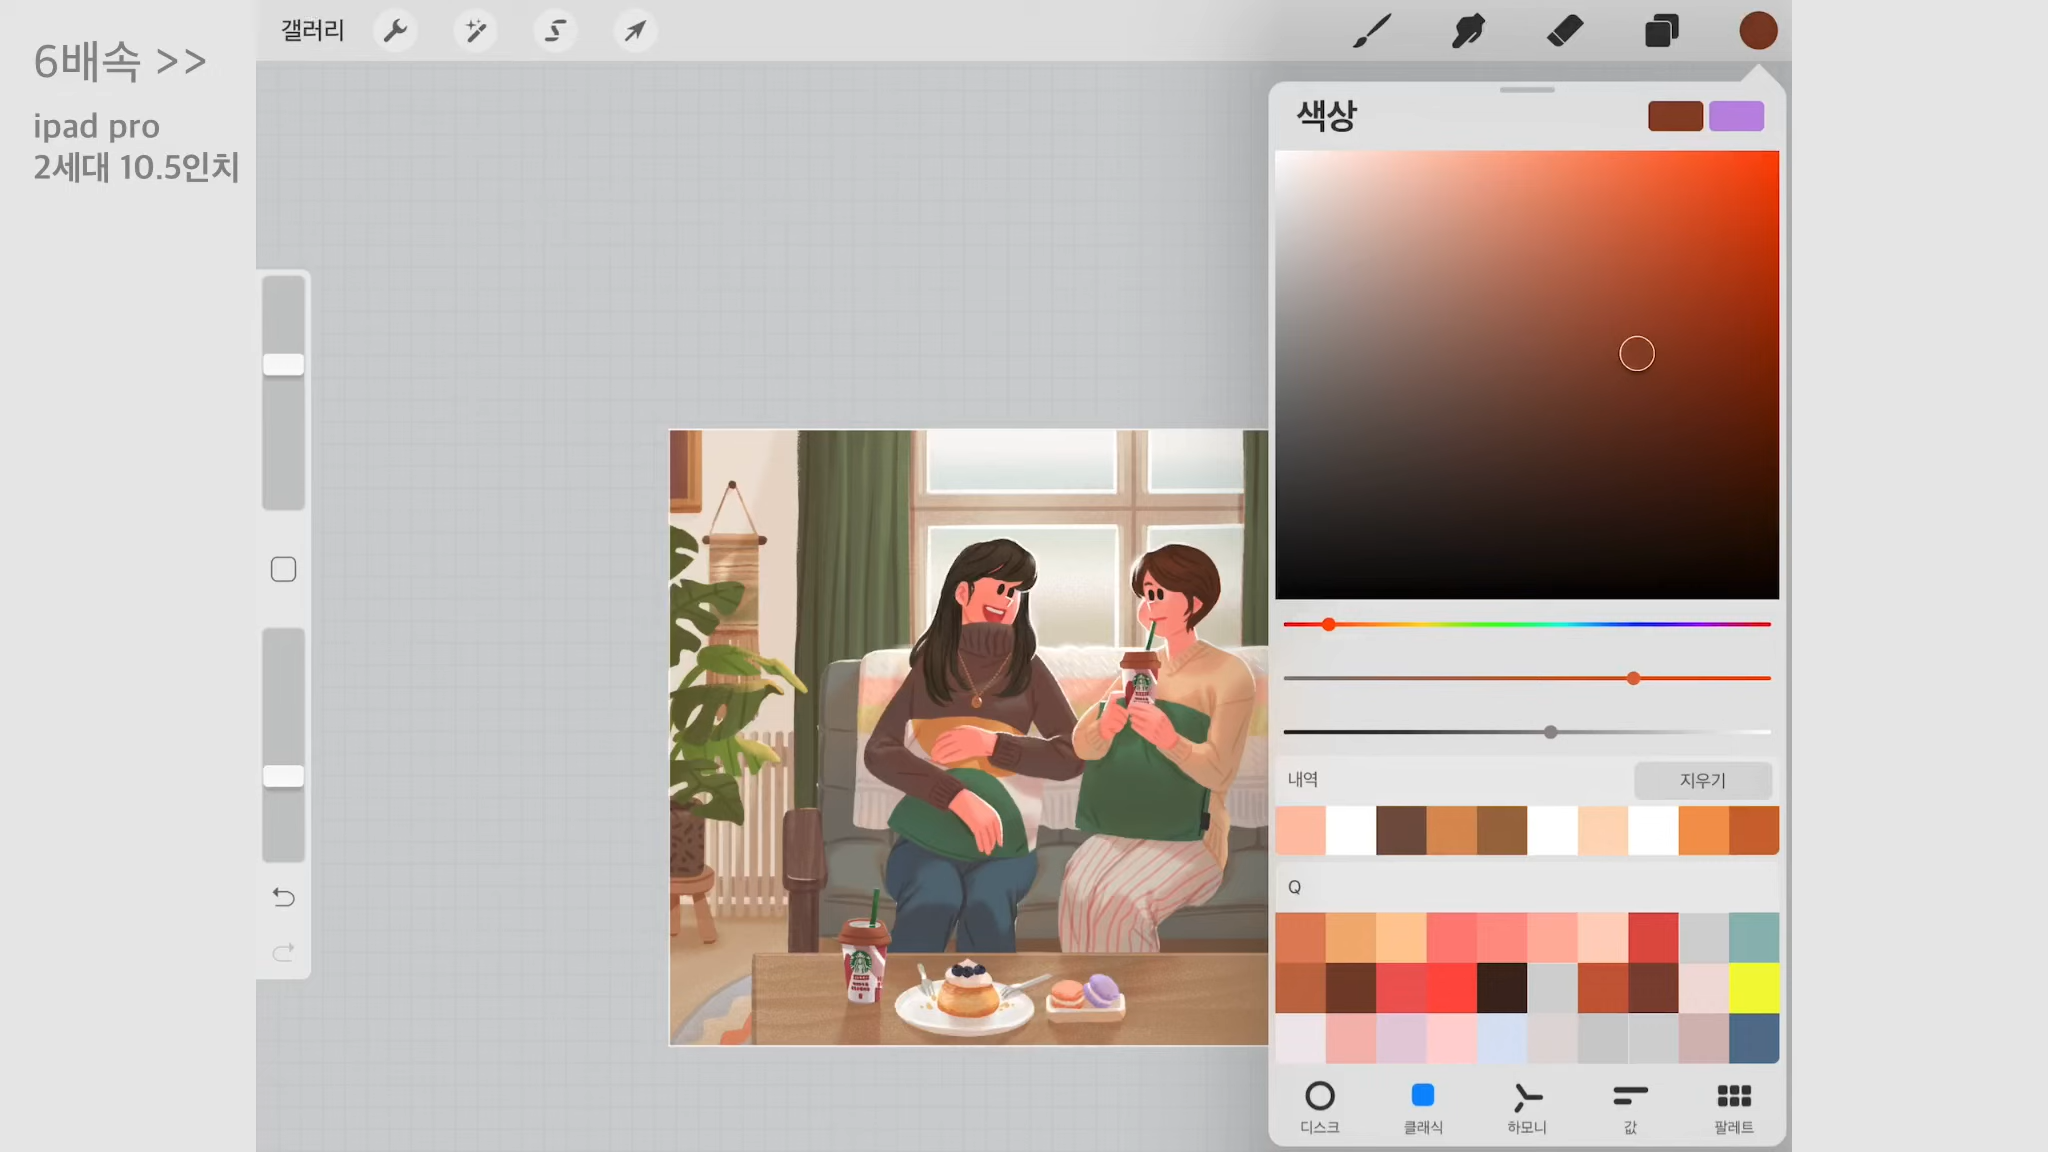 6배속 >>
ipad pro
2세대 10.5인치
갤러리
색상
내역
지우기
Q
디스크
클래식
하모니
값
팔레트